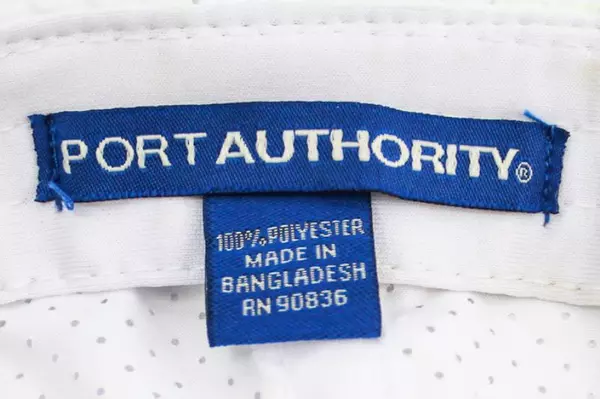 PORT AUTHORITY®
100% POLYESTER
MADE IN
BANGLADESH
RN 90836